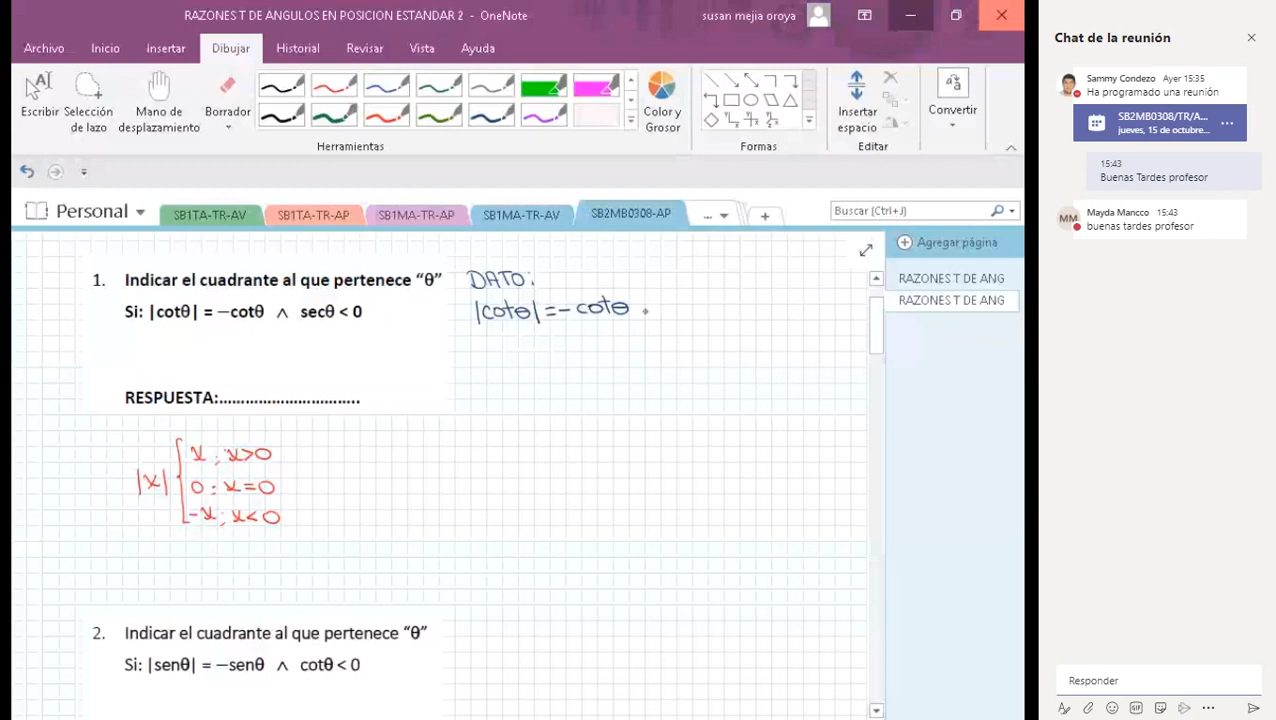 RAZONES T DE ANGULOS EN POSICION ESTANDAR 2 - OneNote
susan mejia oroya
Archivo Inicio Insertar Dibujar Historial Revisar Vista Ayuda
Escribir
Selección de lazo
Mano de desplazamiento
Borrador
Color y Grosor
Insertar espacio
Convertir
Herramientas
Formas
Editar
Personal
SB1TA-TR-AV
SB1TA-TR-AP
SB1MA-TR-AP
SB1MA-TR-AV
SB2MB0308-AP
...
Buscar (Ctrl+J)
Agregar página
RAZONES T DE ANG
RAZONES T DE ANG
1. Indicar el cuadrante al que pertenece “θ”
Si: |cotθ| = −cotθ ∧ secθ < 0
RESPUESTA:.................................
DATO:
|cotθ| = − cotθ
|x| { x ; x>0
0 ; x=0
-x ; x<0
2. Indicar el cuadrante al que pertenece “θ”
Si: |senθ| = −senθ ∧ cotθ < 0
Chat de la reunión
Sammy Condezo Ayer 15:35
Ha programado una reunión
SB2MB0308/TR/A...
jueves, 15 de octubre...
15:43
Buenas Tardes profesor
MM
Mayda Mancco 15:43
buenas tardes profesor
Responder